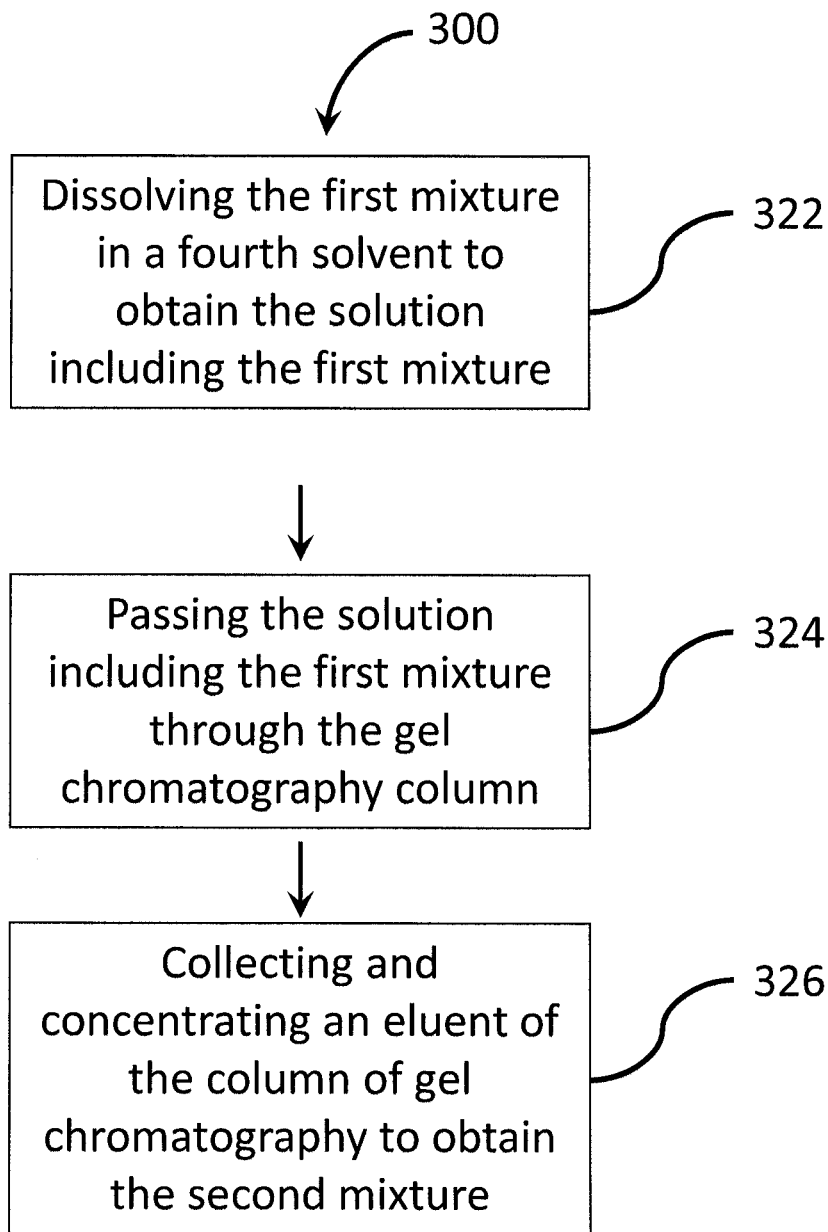 300
Dissolving the first mixture
in a fourth solvent to
obtain the solution
including the first mixture
322
Passing the solution
including the first mixture
through the gel
chromatography column
324
Collecting and
concentrating an eluent of
the column of gel
chromatography to obtain
the second mixture
326